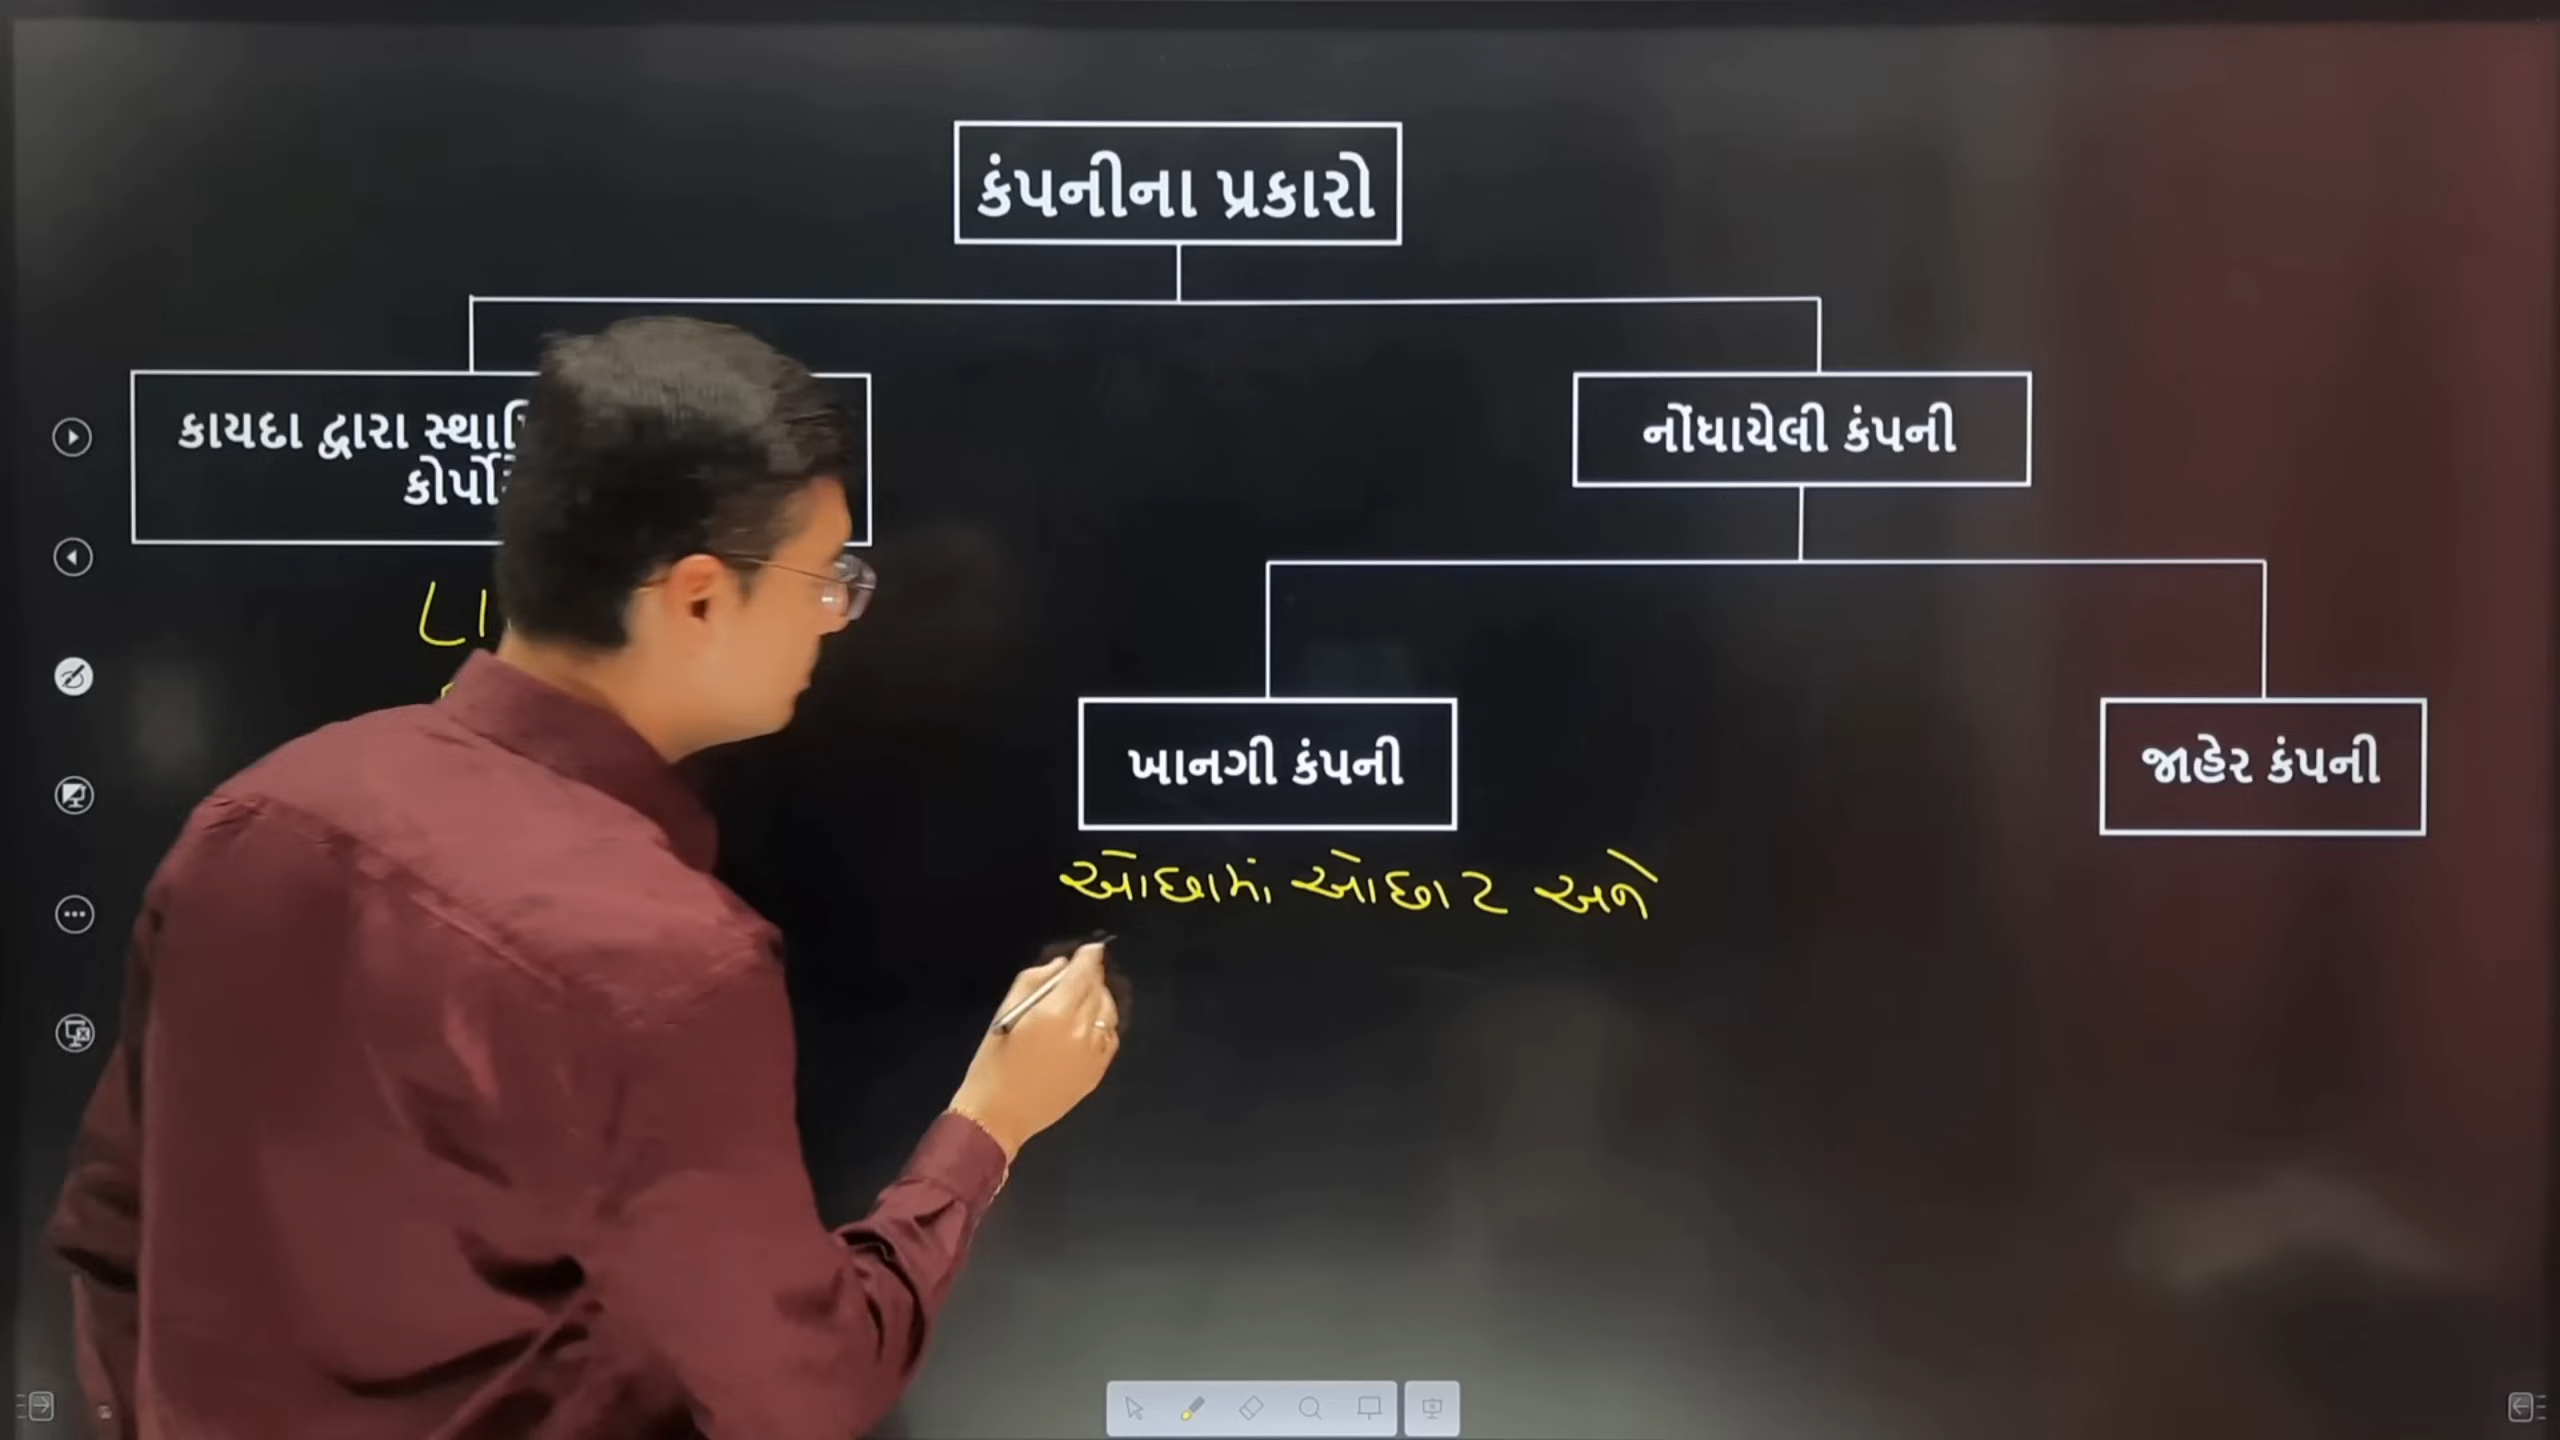 કંપનીના પ્રકારો
કાયદા દ્વારા
નોંધાયેલી કંપની
ખાનગી કંપની
જાહેર કંપની
ઓછામાં ઓછા ૨ અને